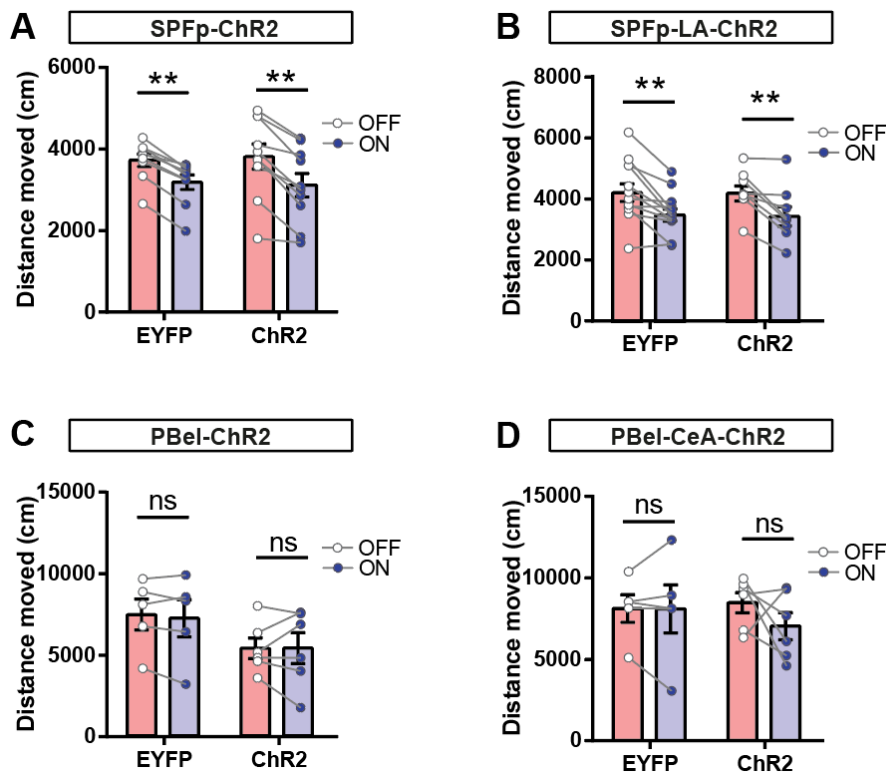 A
SPFp-ChR2
Distance moved (cm)
6000
4000
2000
0
**
**
OFF
ON
EYFP
ChR2
B
SPFp-LA-ChR2
Distance moved (cm)
8000
6000
4000
2000
0
**
**
OFF
ON
EYFP
ChR2
C
PBel-ChR2
Distance moved (cm)
15000
10000
5000
0
ns
ns
OFF
ON
EYFP
ChR2
D
PBel-CeA-ChR2
Distance moved (cm)
15000
10000
5000
0
ns
ns
OFF
ON
EYFP
ChR2